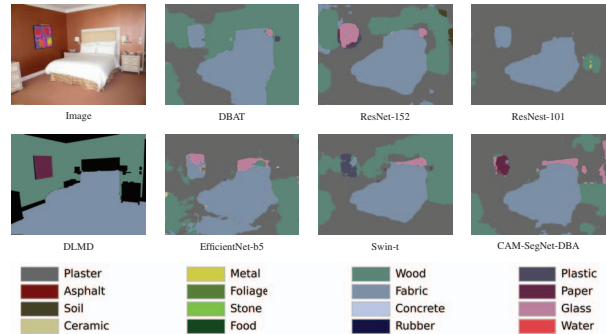 Image DBAT ResNet-152 ResNest-101
DLMD EfficientNet-b5 Swin-t CAM-SegNet-DBA
Plaster Metal Wood Plastic
Asphalt Foliage Fabric Paper
Soil Stone Concrete Glass
Ceramic Food Rubber Water